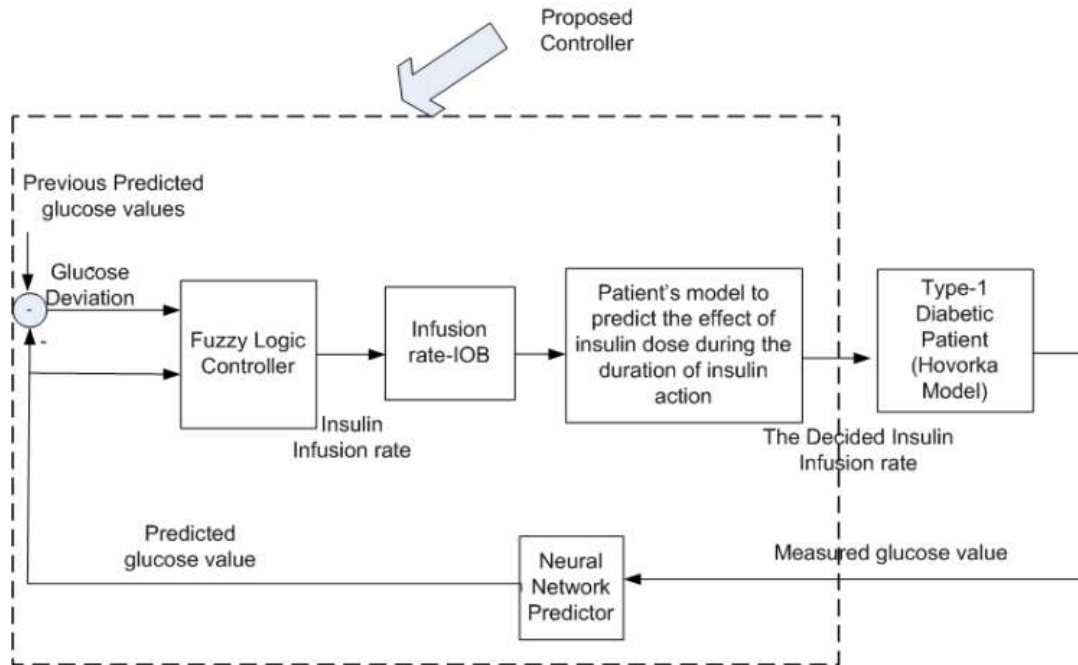 Proposed
Controller
Previous Predicted
glucose values
Glucose
Deviation
-
-
Fuzzy Logic
Controller
Insulin
Infusion rate
Infusion
rate-IOB
Patient's model to
predict the effect of
insulin dose during the
duration of insulin
action
The Decided Insulin
Infusion rate
Type-1
Diabetic
Patient
(Hovorka
Model)
Measured glucose value
Neural
Network
Predictor
Predicted
glucose value